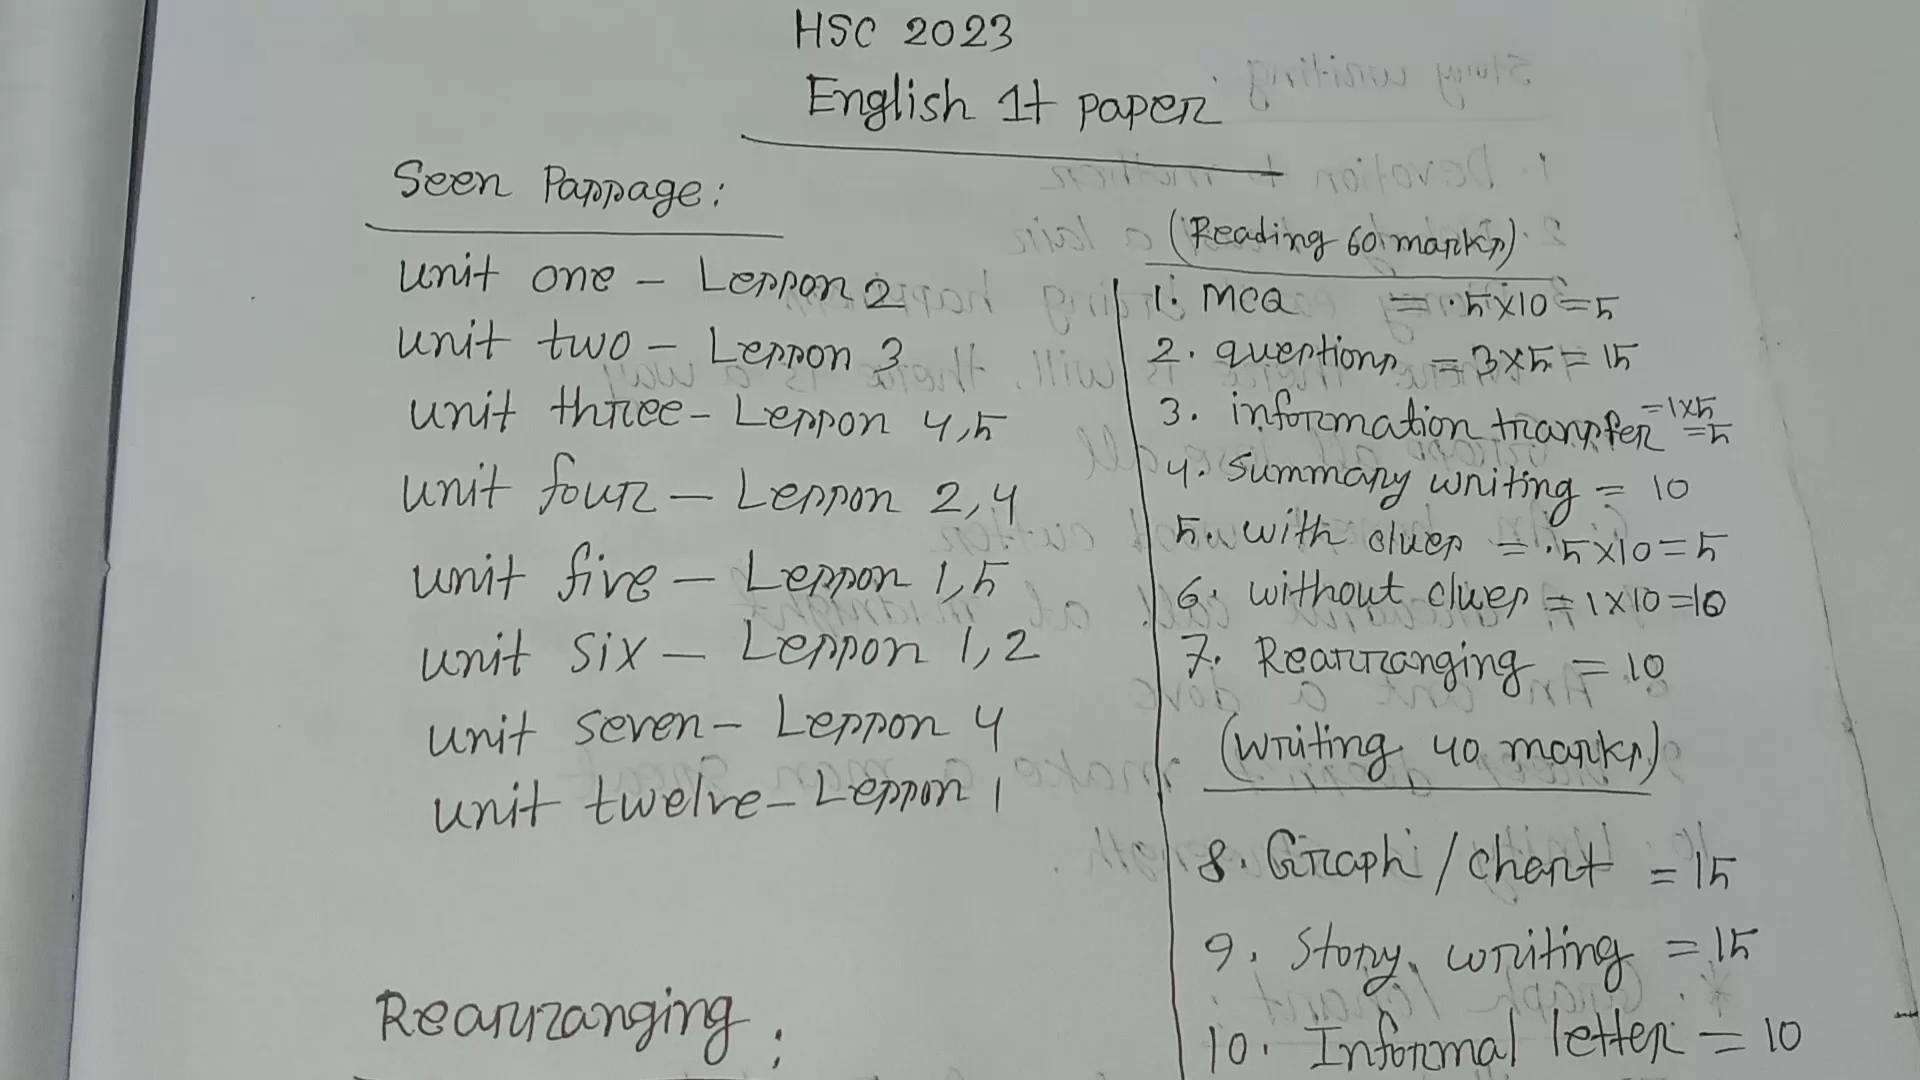 HSC 2023
English 1t paper
Seen Passage:
unit one - Lesson 2
unit two - Lesson 3
unit three - Lesson 4,5
unit four - Lesson 2,4
unit five - Lesson 1,5
unit six - Lesson 1,2
unit seven - Lesson 4
unit twelve - Lesson 1
Rearranging:
(Reading 60 marks)
1. MCQ = .5x10=5
2. questions = 3x5=15
3. information transfer =1x5 =5
4. Summary writing = 10
5. with clues = .5x10=5
6. without clues = 1x10=10
7. Rearranging = 10
(Writing 40 marks)
8. Graph / chart = 15
9. Story writing = 15
10. Informal letter = 10